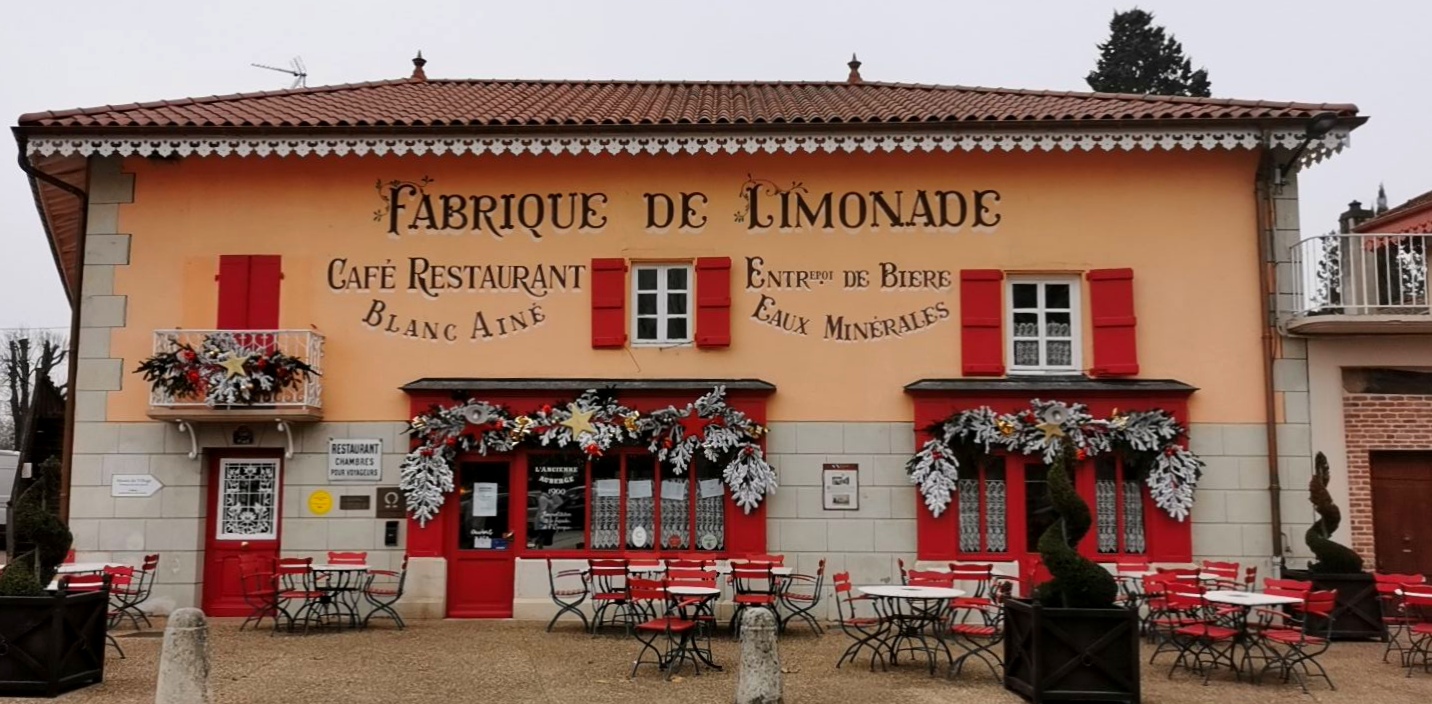 FABRIQUE DE LIMONADE
CAFÉ RESTAURANT
BLANC AINÉ
ENTREPOT DE BIERE
EAUX MINÉRALES
RESTAURANT
CHAMBRES
POUR VOYAGEURS
L'ANCIENNE
AUBERGE
1900